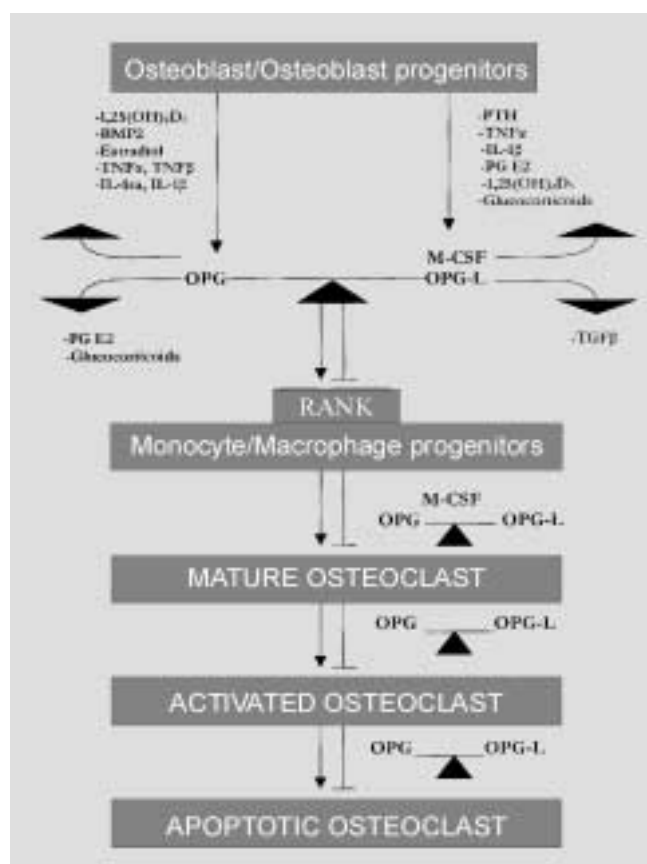 Osteoblast/Osteoblast progenitors
-1,25(OH)₂D₃
-BMP2
-Estradiol
-TNFα, TNFβ
-IL-1β
-PTH
-TNFα
-IL-1β
-PG E2
-1,25(OH)₂D₃
-Glucocorticoids
M-CSF
OPG
OPG-L
-PG E2
-Glucocorticoids
-TGFβ
RANK
Monocyte/Macrophage progenitors
M-CSF
OPG OPG-L
MATURE OSTEOCLAST
OPG OPG-L
ACTIVATED OSTEOCLAST
OPG OPG-L
APOPTOTIC OSTEOCLAST